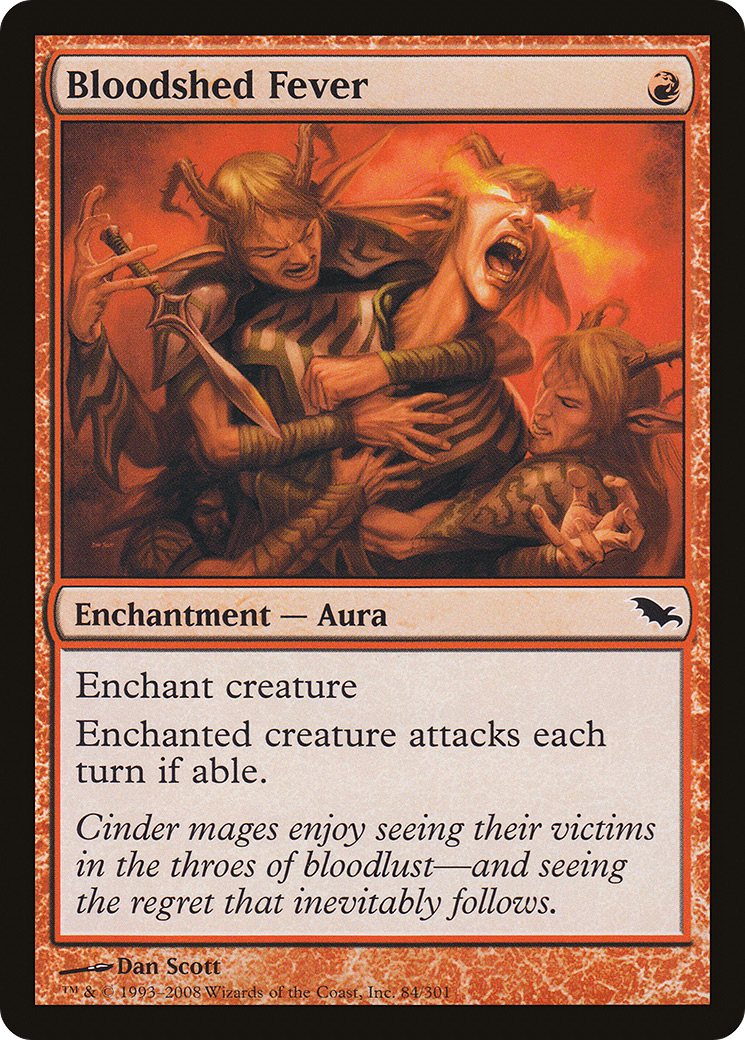 Bloodshed Fever
Enchantment — Aura
Enchant creature
Enchanted creature attacks each
turn if able.
Cinder mages enjoy seeing their victims
in the throes of bloodlust—and seeing
the regret that inevitably follows.
Dan Scott
™ & © 1993–2008 Wizards of the Coast, Inc. 84/301